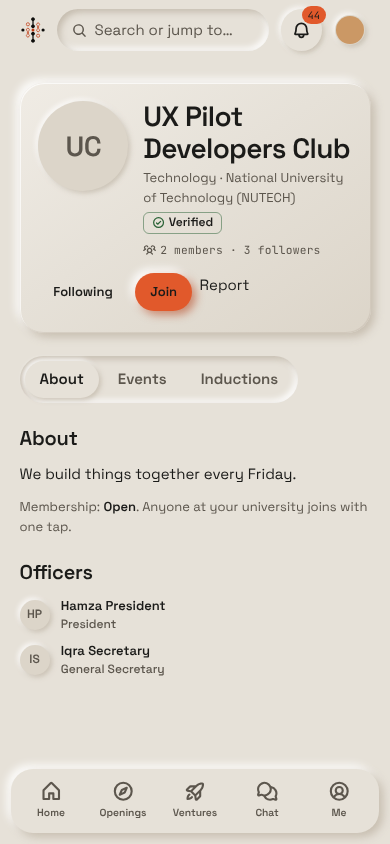 Search or jump to...
44
UC
UX Pilot
Developers Club
Technology · National University
of Technology (NUTECH)
Verified
2 members · 3 followers
Following
Join
Report
About
Events
Inductions
About
We build things together every Friday.
Membership: Open. Anyone at your university joins with
one tap.
Officers
HP
Hamza President
President
IS
Iqra Secretary
General Secretary
Home
Openings
Ventures
Chat
Me